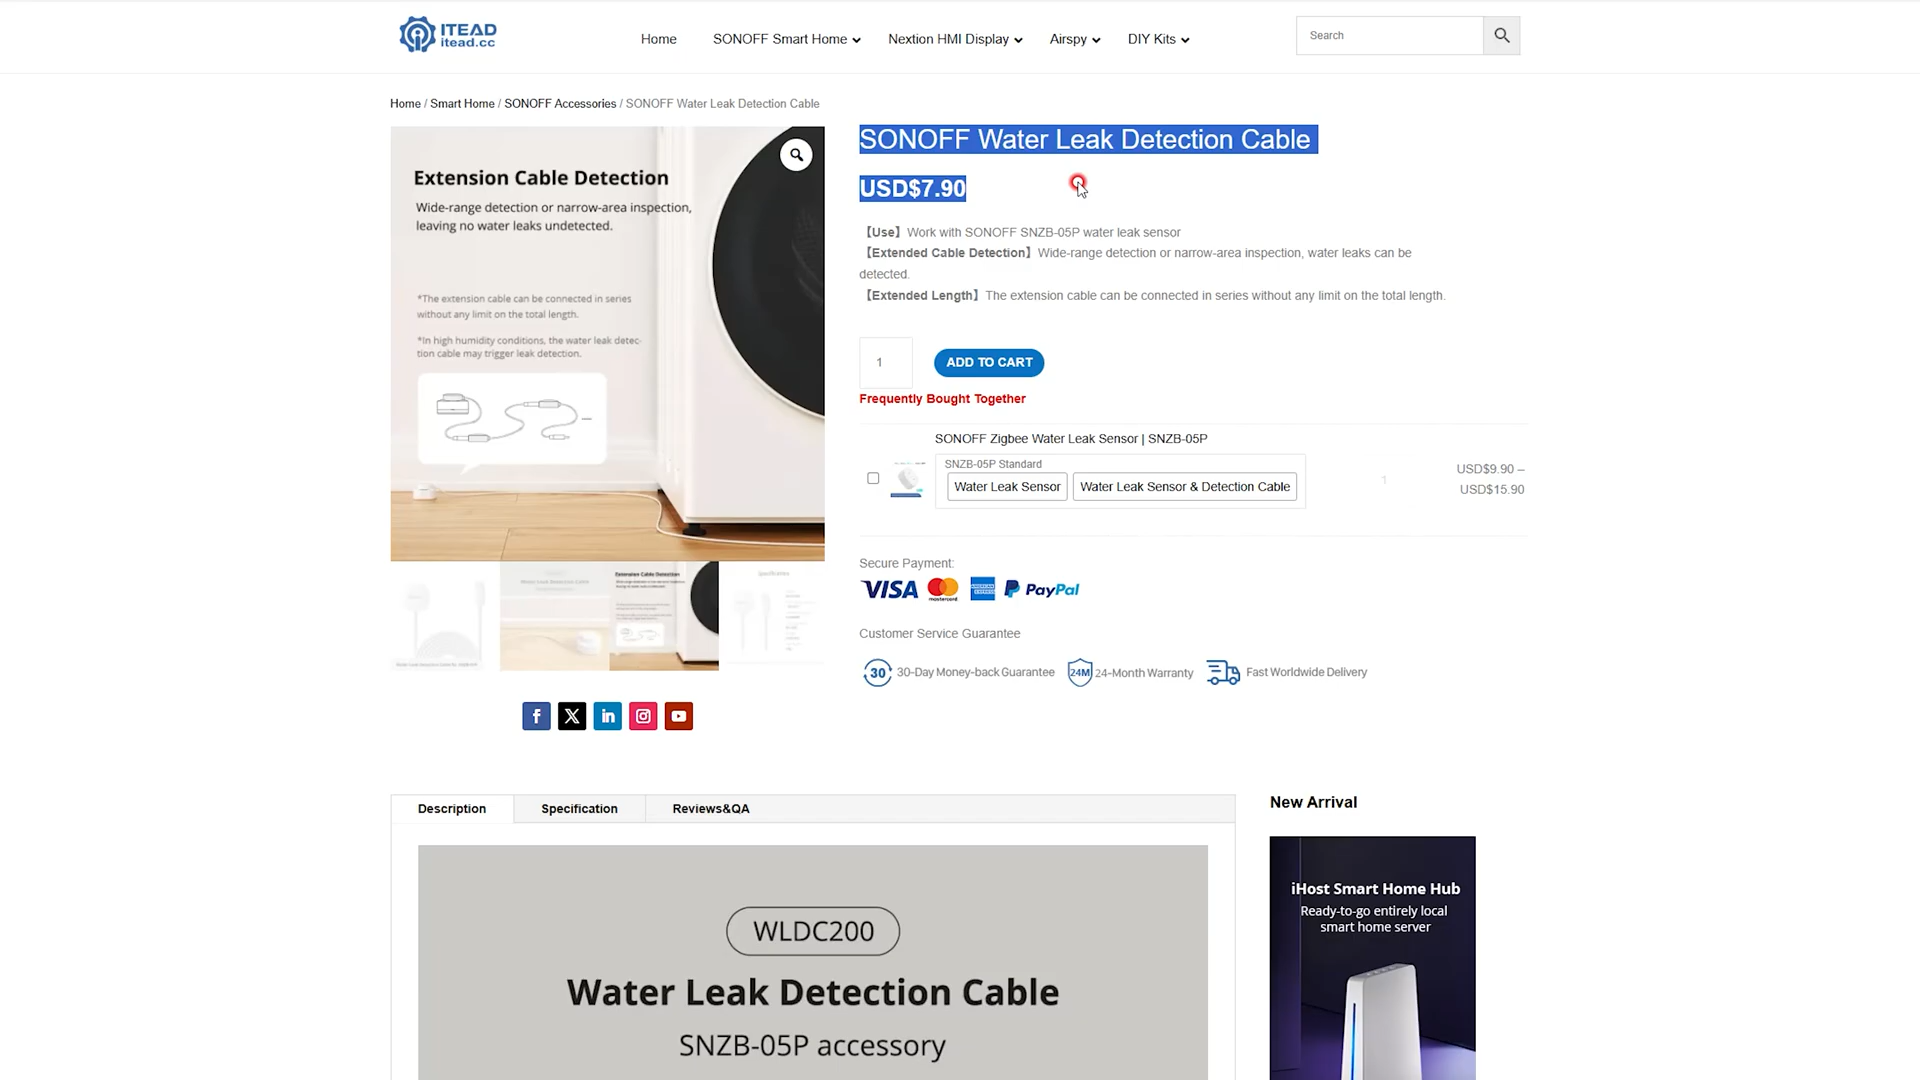 ITEAD
itead.cc
Home
SONOFF Smart Home
Nextion HMI Display
Airspy
DIY Kits
Search
Home / Smart Home / SONOFF Accessories / SONOFF Water Leak Detection Cable
Extension Cable Detection
Wide-range detection or narrow-area inspection,
leaving no water leaks undetected.
*The extension cable can be connected in series
without any limit on the total length.
*In high humidity conditions, the water leak detec-
tion cable may trigger leak detection.
SONOFF Water Leak Detection Cable
USD$7.90
【Use】Work with SONOFF SNZB-05P water leak sensor
【Extended Cable Detection】Wide-range detection or narrow-area inspection, water leaks can be
detected.
【Extended Length】The extension cable can be connected in series without any limit on the total length.
1
ADD TO CART
Frequently Bought Together
SONOFF Zigbee Water Leak Sensor | SNZB-05P
SNZB-05P Standard
Water Leak Sensor
Water Leak Sensor & Detection Cable
1
USD$9.90 –
USD$15.90
Secure Payment:
VISA
mastercard
AMERICAN EXPRESS
PayPal
Customer Service Guarantee
30
30-Day Money-back Guarantee
24M
24-Month Warranty
Fast Worldwide Delivery
Extension Cable Detection
Description
Specification
Reviews&QA
New Arrival
WLDC200
Water Leak Detection Cable
SNZB-05P accessory
iHost Smart Home Hub
Ready-to-go entirely local
smart home server